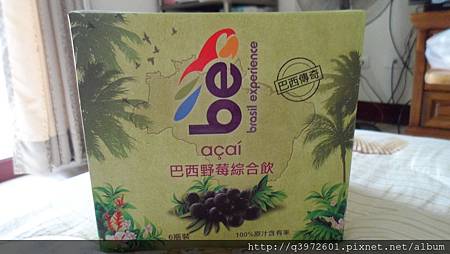 be
brasil experience
巴西傳奇
açaí
巴西野莓綜合飲
6瓶裝
100%原汁含有率
http://q3972601.pixnet.net/album